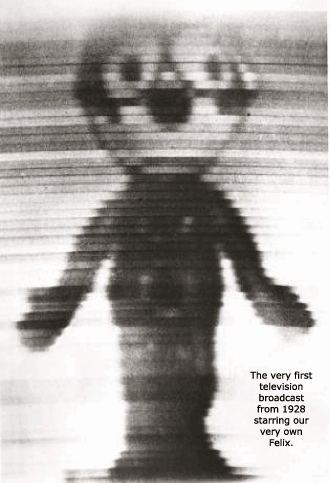 The very first
television
broadcast
from 1928
starring our
very own
Felix.